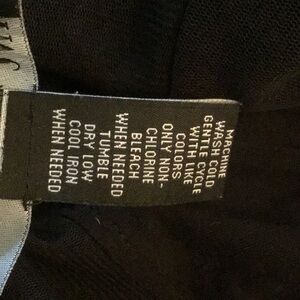 MACHINE
WASH COLD
GENTLE CYCLE
WITH LIKE
COLORS
ONLY NON-
CHLORINE
BLEACH
WHEN NEEDED
TUMBLE
DRY LOW
COOL IRON
WHEN NEEDED